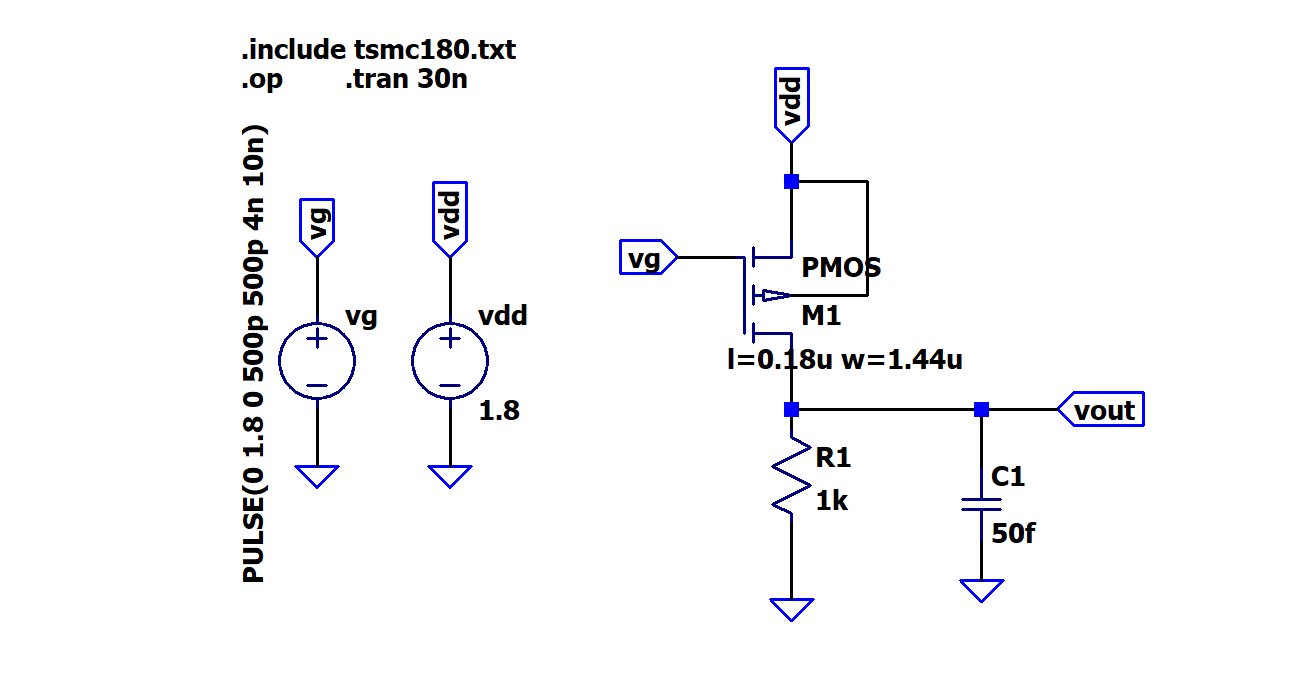 .include tsmc180.txt
.op .tran 30n
PULSE(0 1.8 0 500p 500p 4n 10n)
vg
vdd
vg
vdd
1.8
vdd
vg
PMOS
M1
l=0.18u w=1.44u
vout
R1
1k
C1
50f